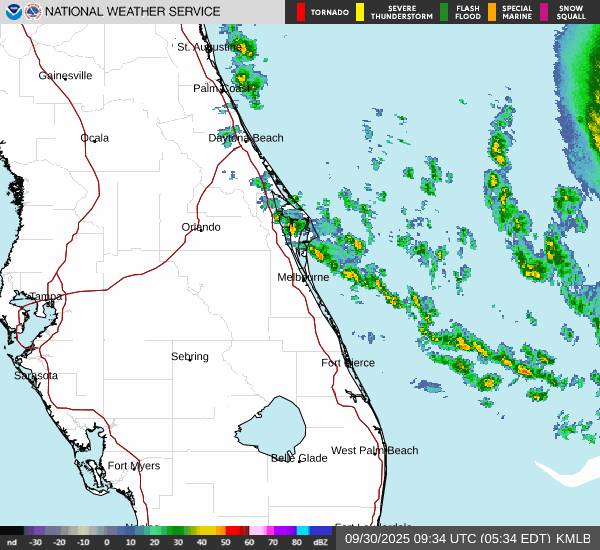 NATIONAL WEATHER SERVICE
TORNADO
SEVERE THUNDERSTORM
FLASH FLOOD
SPECIAL MARINE
SNOW SQUALL
St. Augustine
Gainesville
Palm Coast
Ocala
Daytona Beach
Orlando
Melbourne
Tampa
Sebring
Fort Pierce
Sarasota
West Palm Beach
Belle Glade
Fort Myers
nd -30 -20 -10 0 10 20 30 40 50 60 70 80 dBZ
09/30/2025 09:34 UTC (05:34 EDT) KMLB